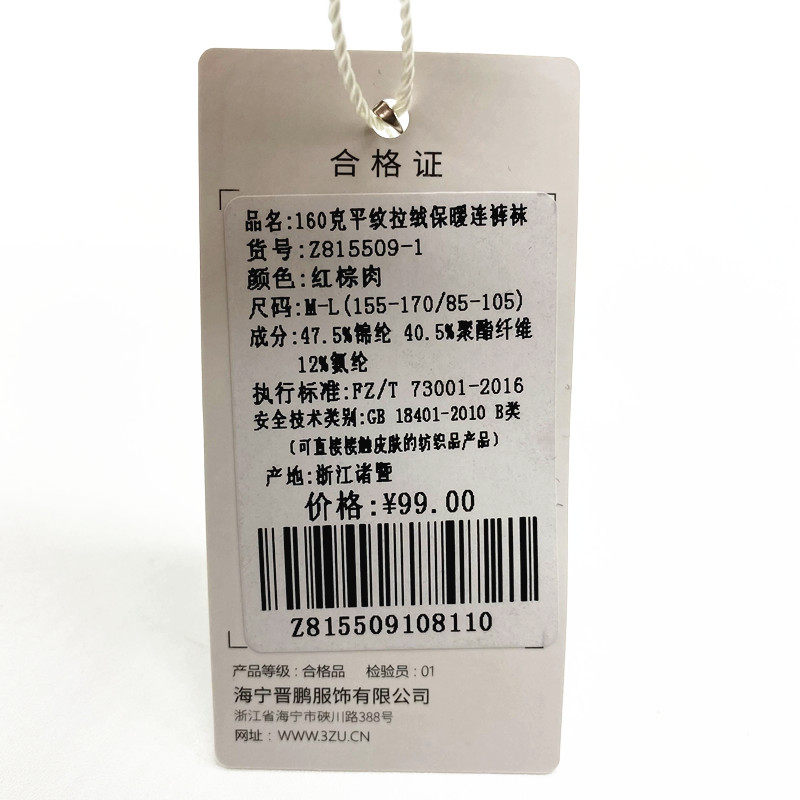 合格证
品名:160克平纹拉绒保暖连裤袜
货号:Z815509-1
颜色:红棕肉
尺码:M-L(155-170/85-105)
成分:47.5%锦纶 40.5%聚酯纤维
12%氨纶
执行标准:FZ/T 73001-2016
安全技术类别:GB 18401-2010 B类
(可直接接触皮肤的纺织品产品)
产地:浙江诸暨
价格:¥99.00
Z815509108110
产品等级:合格品 检验员:01
海宁晋鹏服饰有限公司
浙江省海宁市硖川路388号
网址:WWW.3ZU.CN